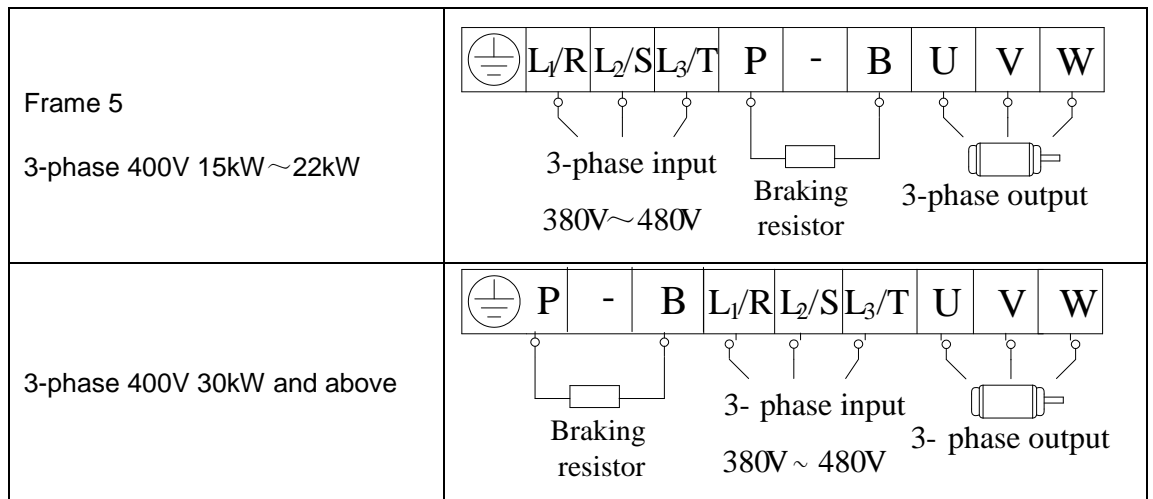 Frame 5
3-phase 400V 15kW～22kW
L1/R L2/S L3/T P - B U V W
3-phase input
380V～480V
Braking
resistor
3-phase output
3-phase 400V 30kW and above
P - B L1/R L2/S L3/T U V W
Braking
resistor
3- phase input
380V ~ 480V
3- phase output